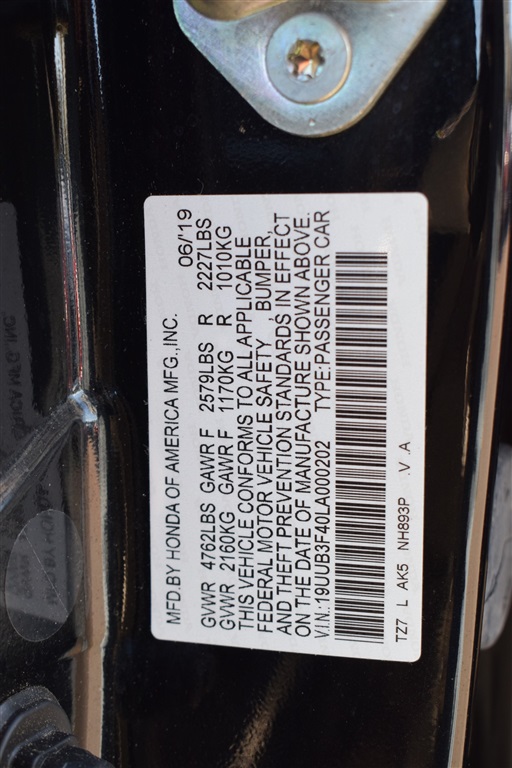 MFD.BY HONDA OF AMERICA MFG.,INC. 06/19
GVWR 4762LBS GAWR F 2579LBS R 2227LBS
GVWR 2160KG GAWR F 1170KG R 1010KG
THIS VEHICLE CONFORMS TO ALL APPLICABLE
FEDERAL MOTOR VEHICLE SAFETY BUMPER,
AND THEFT PREVENTION STANDARDS IN EFFECT
ON THE DATE OF MANUFACTURE SHOWN ABOVE.
V.I.N.:19UUB3F40LA000202 TYPE:PASSENGER CAR
TZ7 L AK5 NH893P .V .A